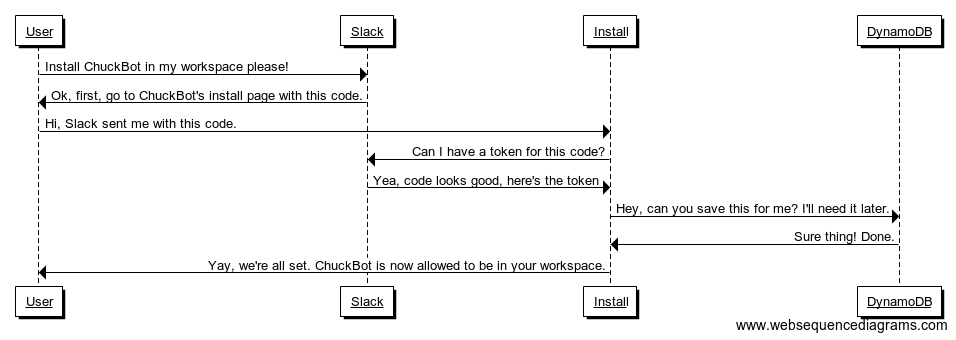 User Slack Install DynamoDB
Install ChuckBot in my workspace please!
Ok, first, go to ChuckBot's install page with this code.
Hi, Slack sent me with this code.
Can I have a token for this code?
Yea, code looks good, here's the token
Hey, can you save this for me? I'll need it later.
Sure thing! Done.
Yay, we're all set. ChuckBot is now allowed to be in your workspace.
User Slack Install DynamoDB
www.websequencediagrams.com